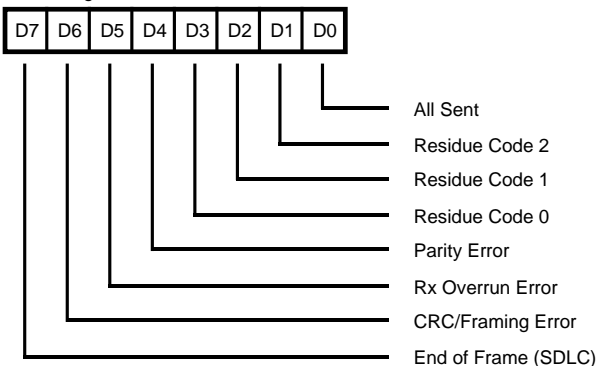 D7 D6 D5 D4 D3 D2 D1 D0
All Sent
Residue Code 2
Residue Code 1
Residue Code 0
Parity Error
Rx Overrun Error
CRC/Framing Error
End of Frame (SDLC)